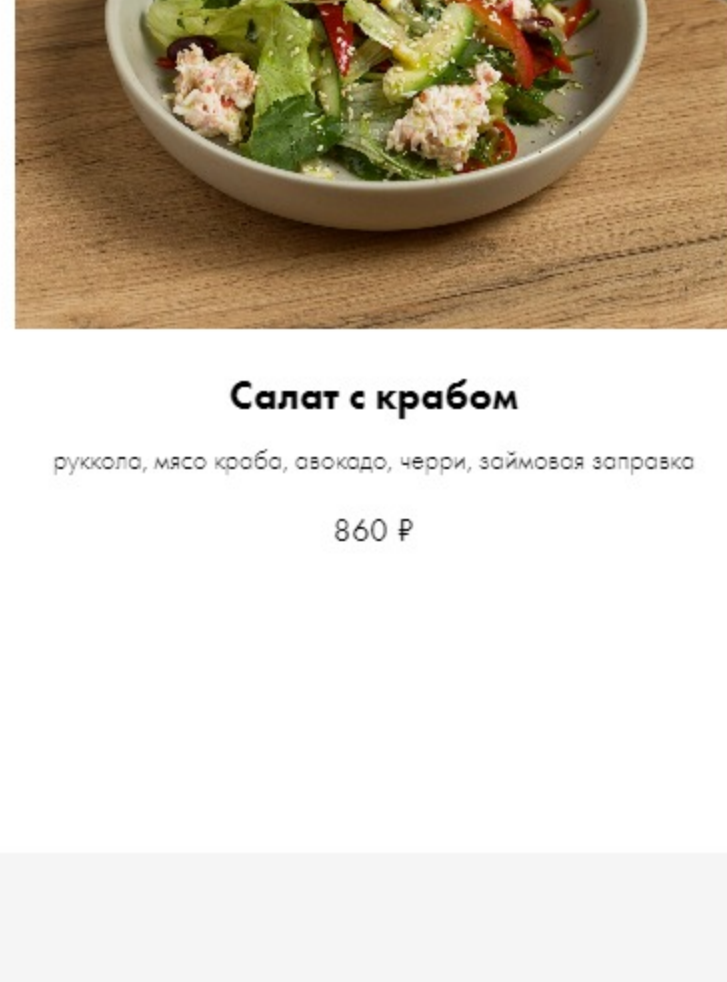 Салат с крабом
руккола, мясо краба, авокадо, черри, займовая заправка
860 ₽